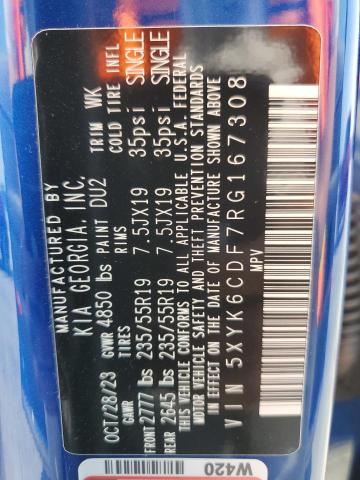 MANUFACTURED BY
KIA GEORGIA, INC.
OCT/28/23 GVWR 4850 lbs PAINT DU2 TRIM WK
GAWR TIRES RIMS COLD TIRE INFL
FRONT 2777 lbs 235/55R19 7.5JX19 35psi SINGLE
REAR 2645 lbs 235/55R19 7.5JX19 35psi SINGLE
THIS VEHICLE CONFORMS TO ALL APPLICABLE U.S.A. FEDERAL
MOTOR VEHICLE SAFETY AND THEFT PREVENTION STANDARDS
IN EFFECT ON THE DATE OF MANUFACTURE SHOWN ABOVE
VIN 5XYK6CDF7RG167308
MPV
W420